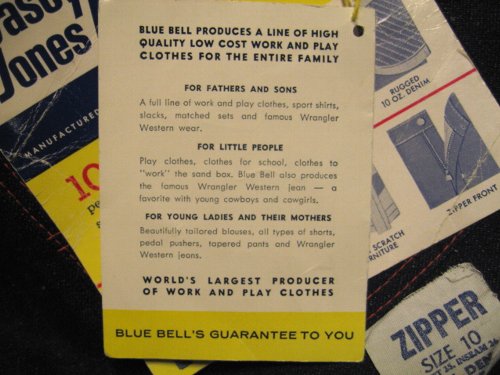 BLUE BELL PRODUCES A LINE OF HIGH
QUALITY LOW COST WORK AND PLAY
CLOTHES FOR THE ENTIRE FAMILY
FOR FATHERS AND SONS
A full line of work and play clothes, sport shirts,
slacks, matched sets and famous Wrangler
Western wear.
FOR LITTLE PEOPLE
Play clothes, clothes for school, clothes to
"work" the sand box. Blue Bell also produces
the famous Wrangler Western jean — a
favorite with young cowboys and cowgirls.
FOR YOUNG LADIES AND THEIR MOTHERS
Beautifully tailored blouses, all types of shorts,
pedal pushers, tapered pants and Wrangler
Western jeans.
WORLD'S LARGEST PRODUCER
OF WORK AND PLAY CLOTHES
BLUE BELL'S GUARANTEE TO YOU
Jones
MANUFACTURED
10
RUGGED
10 OZ. DENIM
ZIPPER FRONT
SCRATCH
ZIPPER
SIZE 10